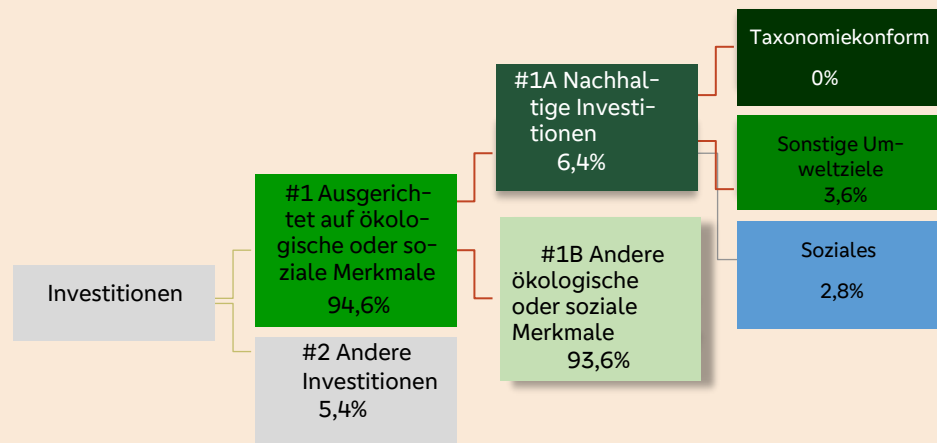 Investitionen
#1 Ausgerich-
tet auf ökolo-
gische oder so-
ziale Merkmale
94,6%
#2 Andere
Investitionen
5,4%
#1A Nachhal-
tige Investi-
tionen
6,4%
#1B Andere
ökologische
oder soziale
Merkmale
93,6%
Taxonomiekonform
0%
Sonstige Um-
weltziele
3,6%
Soziales
2,8%